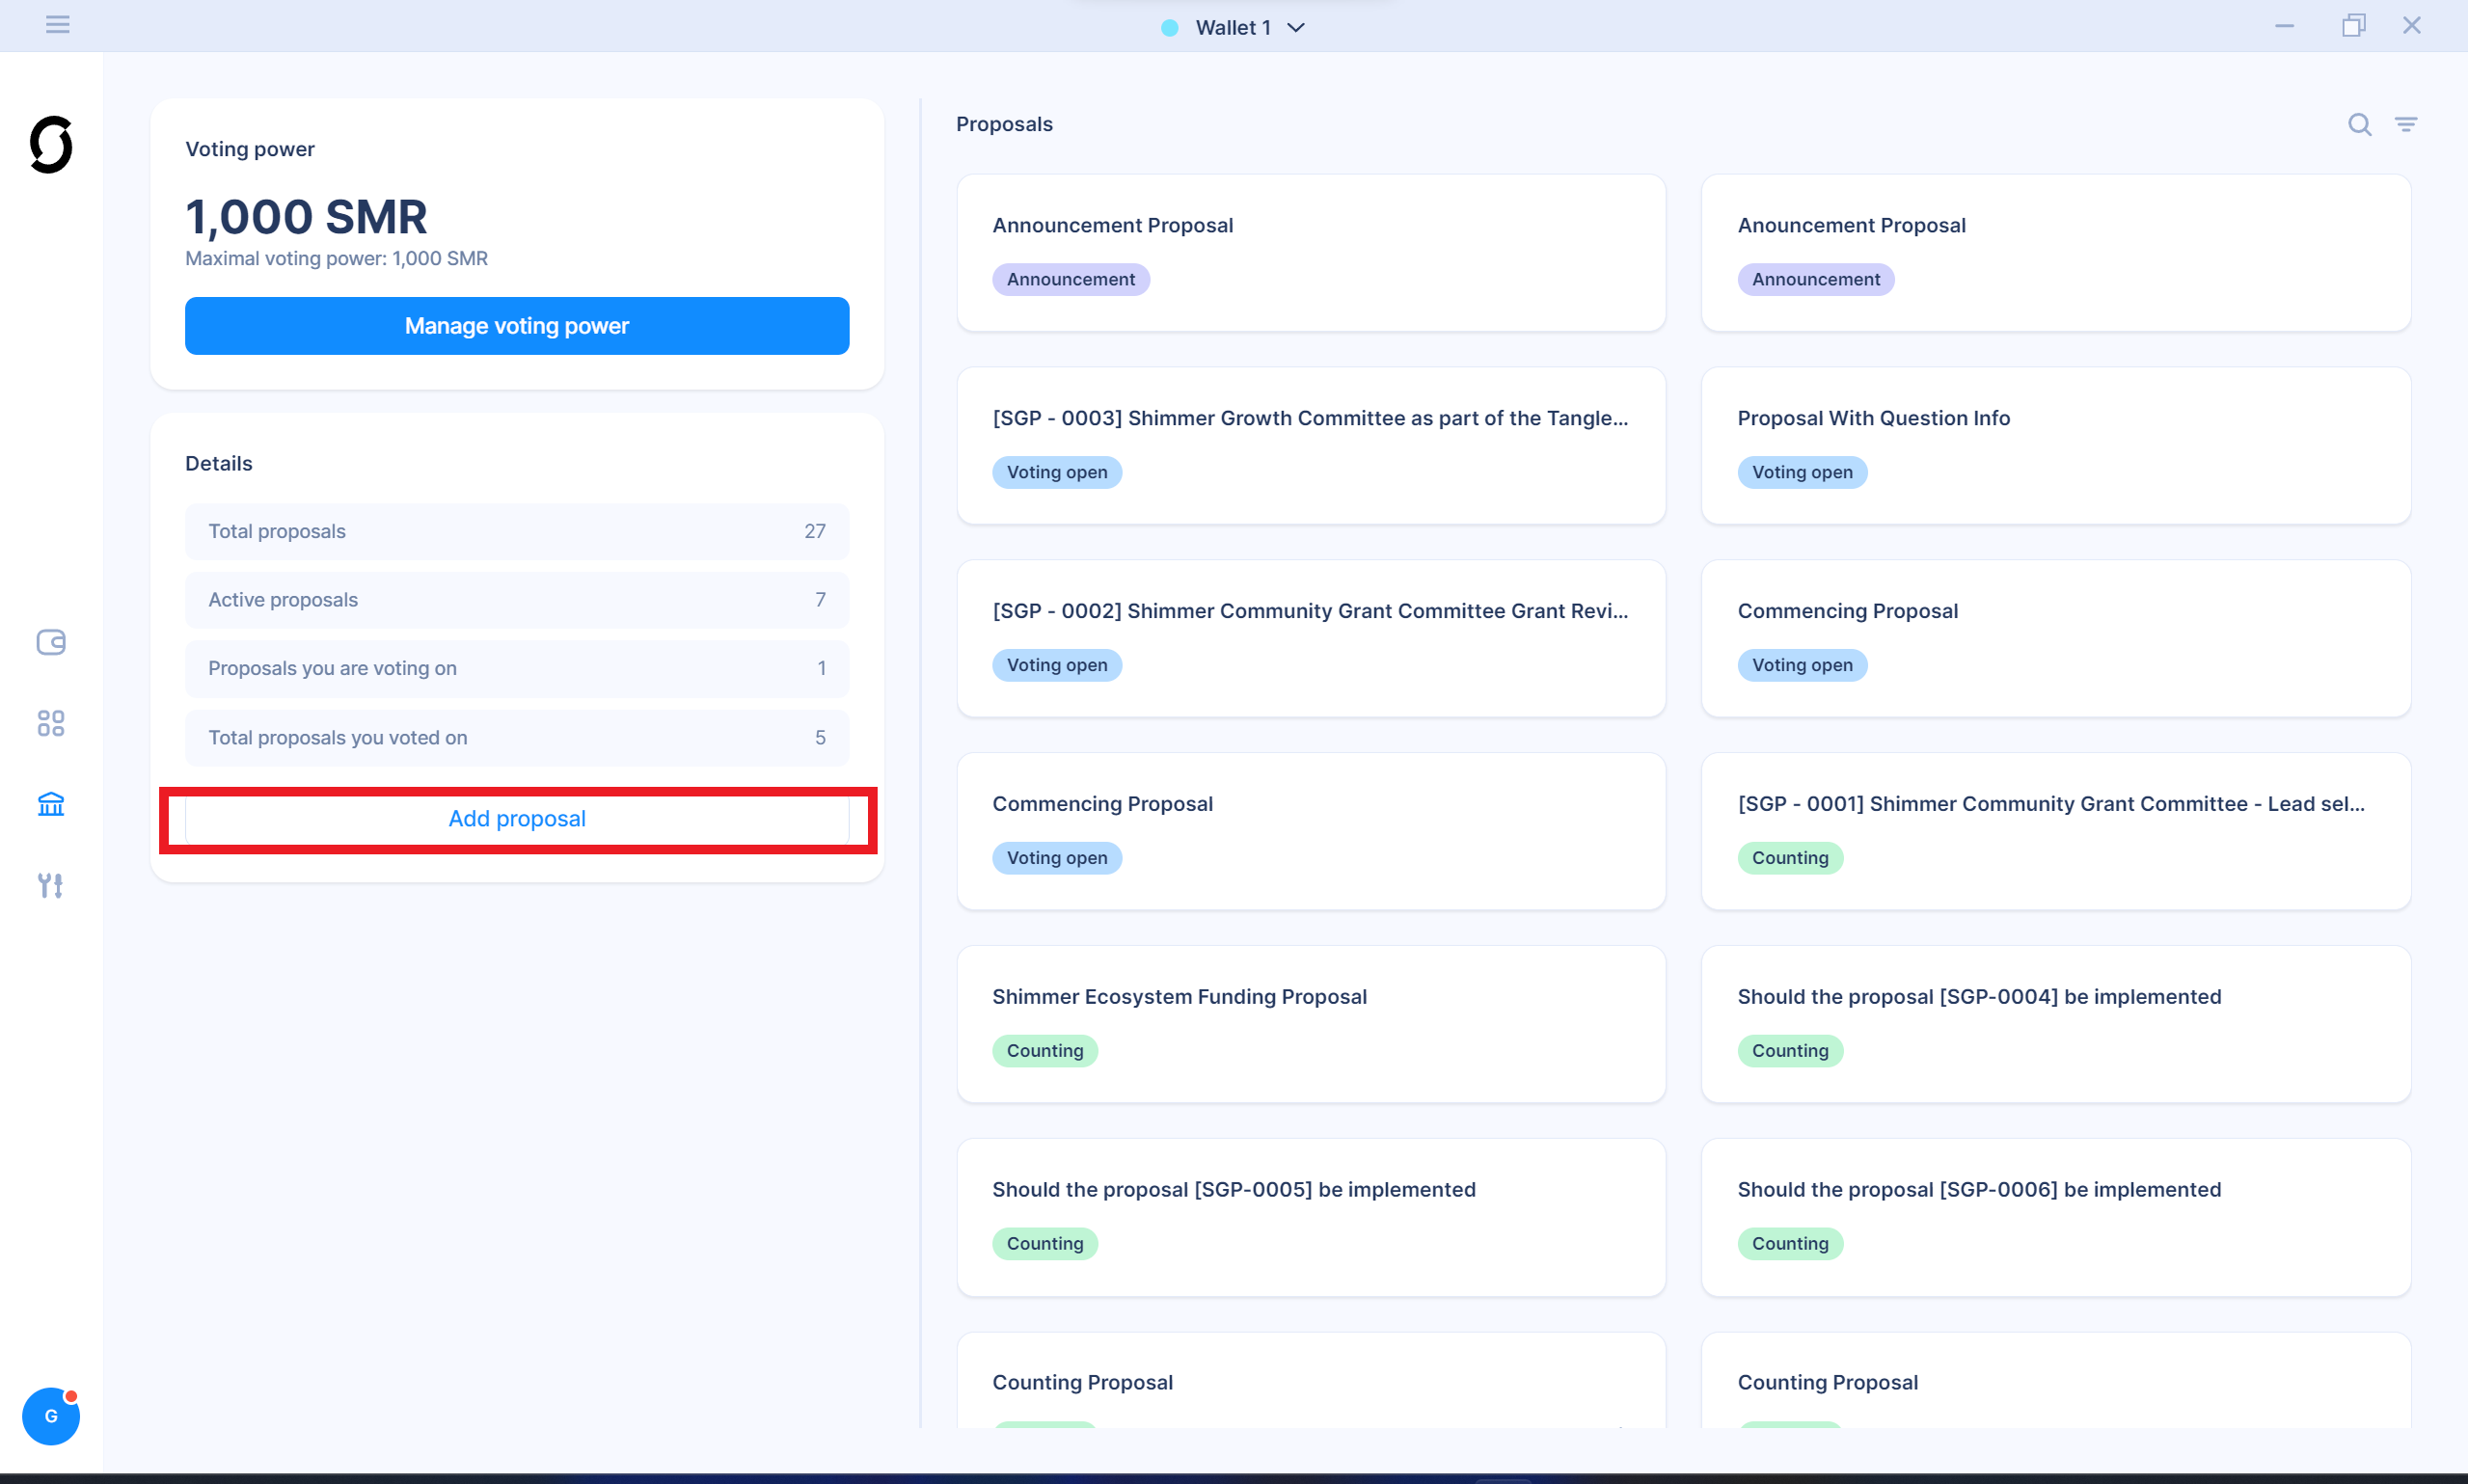 Wallet 1
Voting power
1,000 SMR
Maximal voting power: 1,000 SMR
Manage voting power
Details
Total proposals 27
Active proposals 7
Proposals you are voting on 1
Total proposals you voted on 5
Add proposal
G
Proposals
Announcement Proposal
Announcement
Anouncement Proposal
Announcement
[SGP - 0003] Shimmer Growth Committee as part of the Tangle...
Voting open
Proposal With Question Info
Voting open
[SGP - 0002] Shimmer Community Grant Committee Grant Revi...
Voting open
Commencing Proposal
Voting open
Commencing Proposal
Voting open
[SGP - 0001] Shimmer Community Grant Committee - Lead sel...
Counting
Shimmer Ecosystem Funding Proposal
Counting
Should the proposal [SGP-0004] be implemented
Counting
Should the proposal [SGP-0005] be implemented
Counting
Should the proposal [SGP-0006] be implemented
Counting
Counting Proposal
Counting Proposal